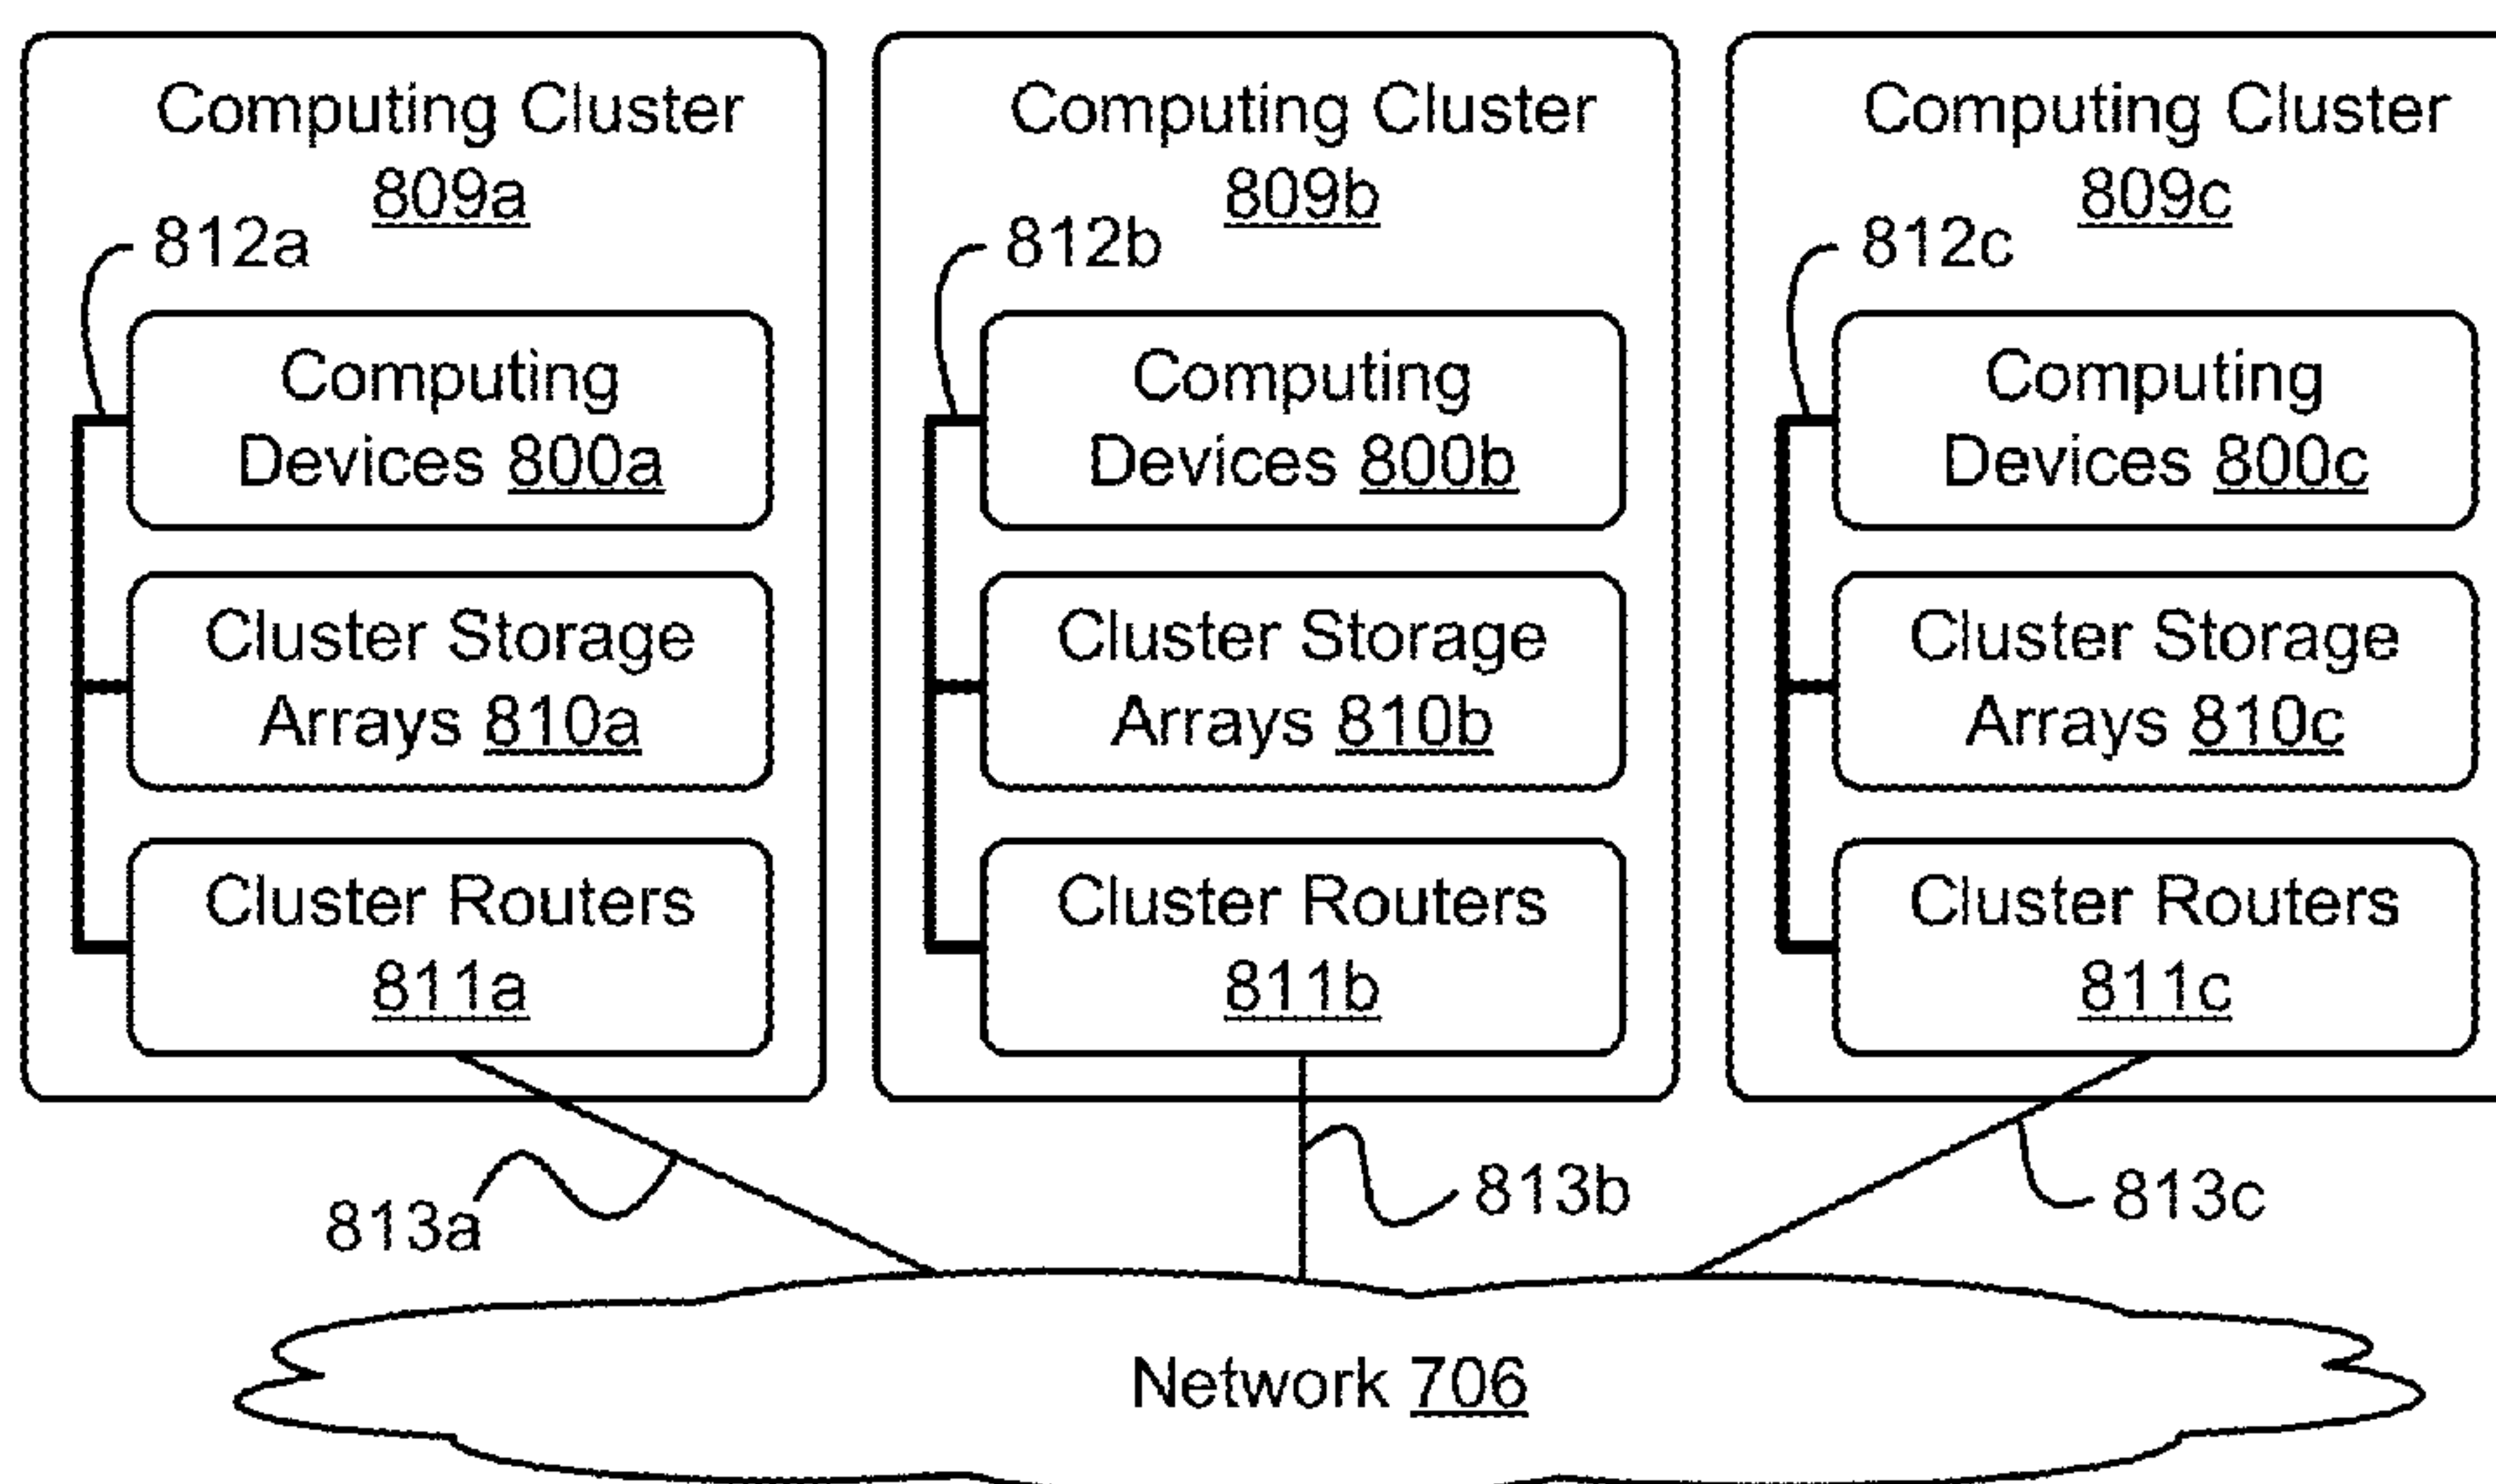 Computing Cluster
809a
812a
Computing
Devices 800a
Cluster Storage
Arrays 810a
Cluster Routers
811a
Computing Cluster
809b
812b
Computing
Devices 800b
Cluster Storage
Arrays 810b
Cluster Routers
811b
Computing Cluster
809c
812c
Computing
Devices 800c
Cluster Storage
Arrays 810c
Cluster Routers
811c
813a
813b
813c
Network 706